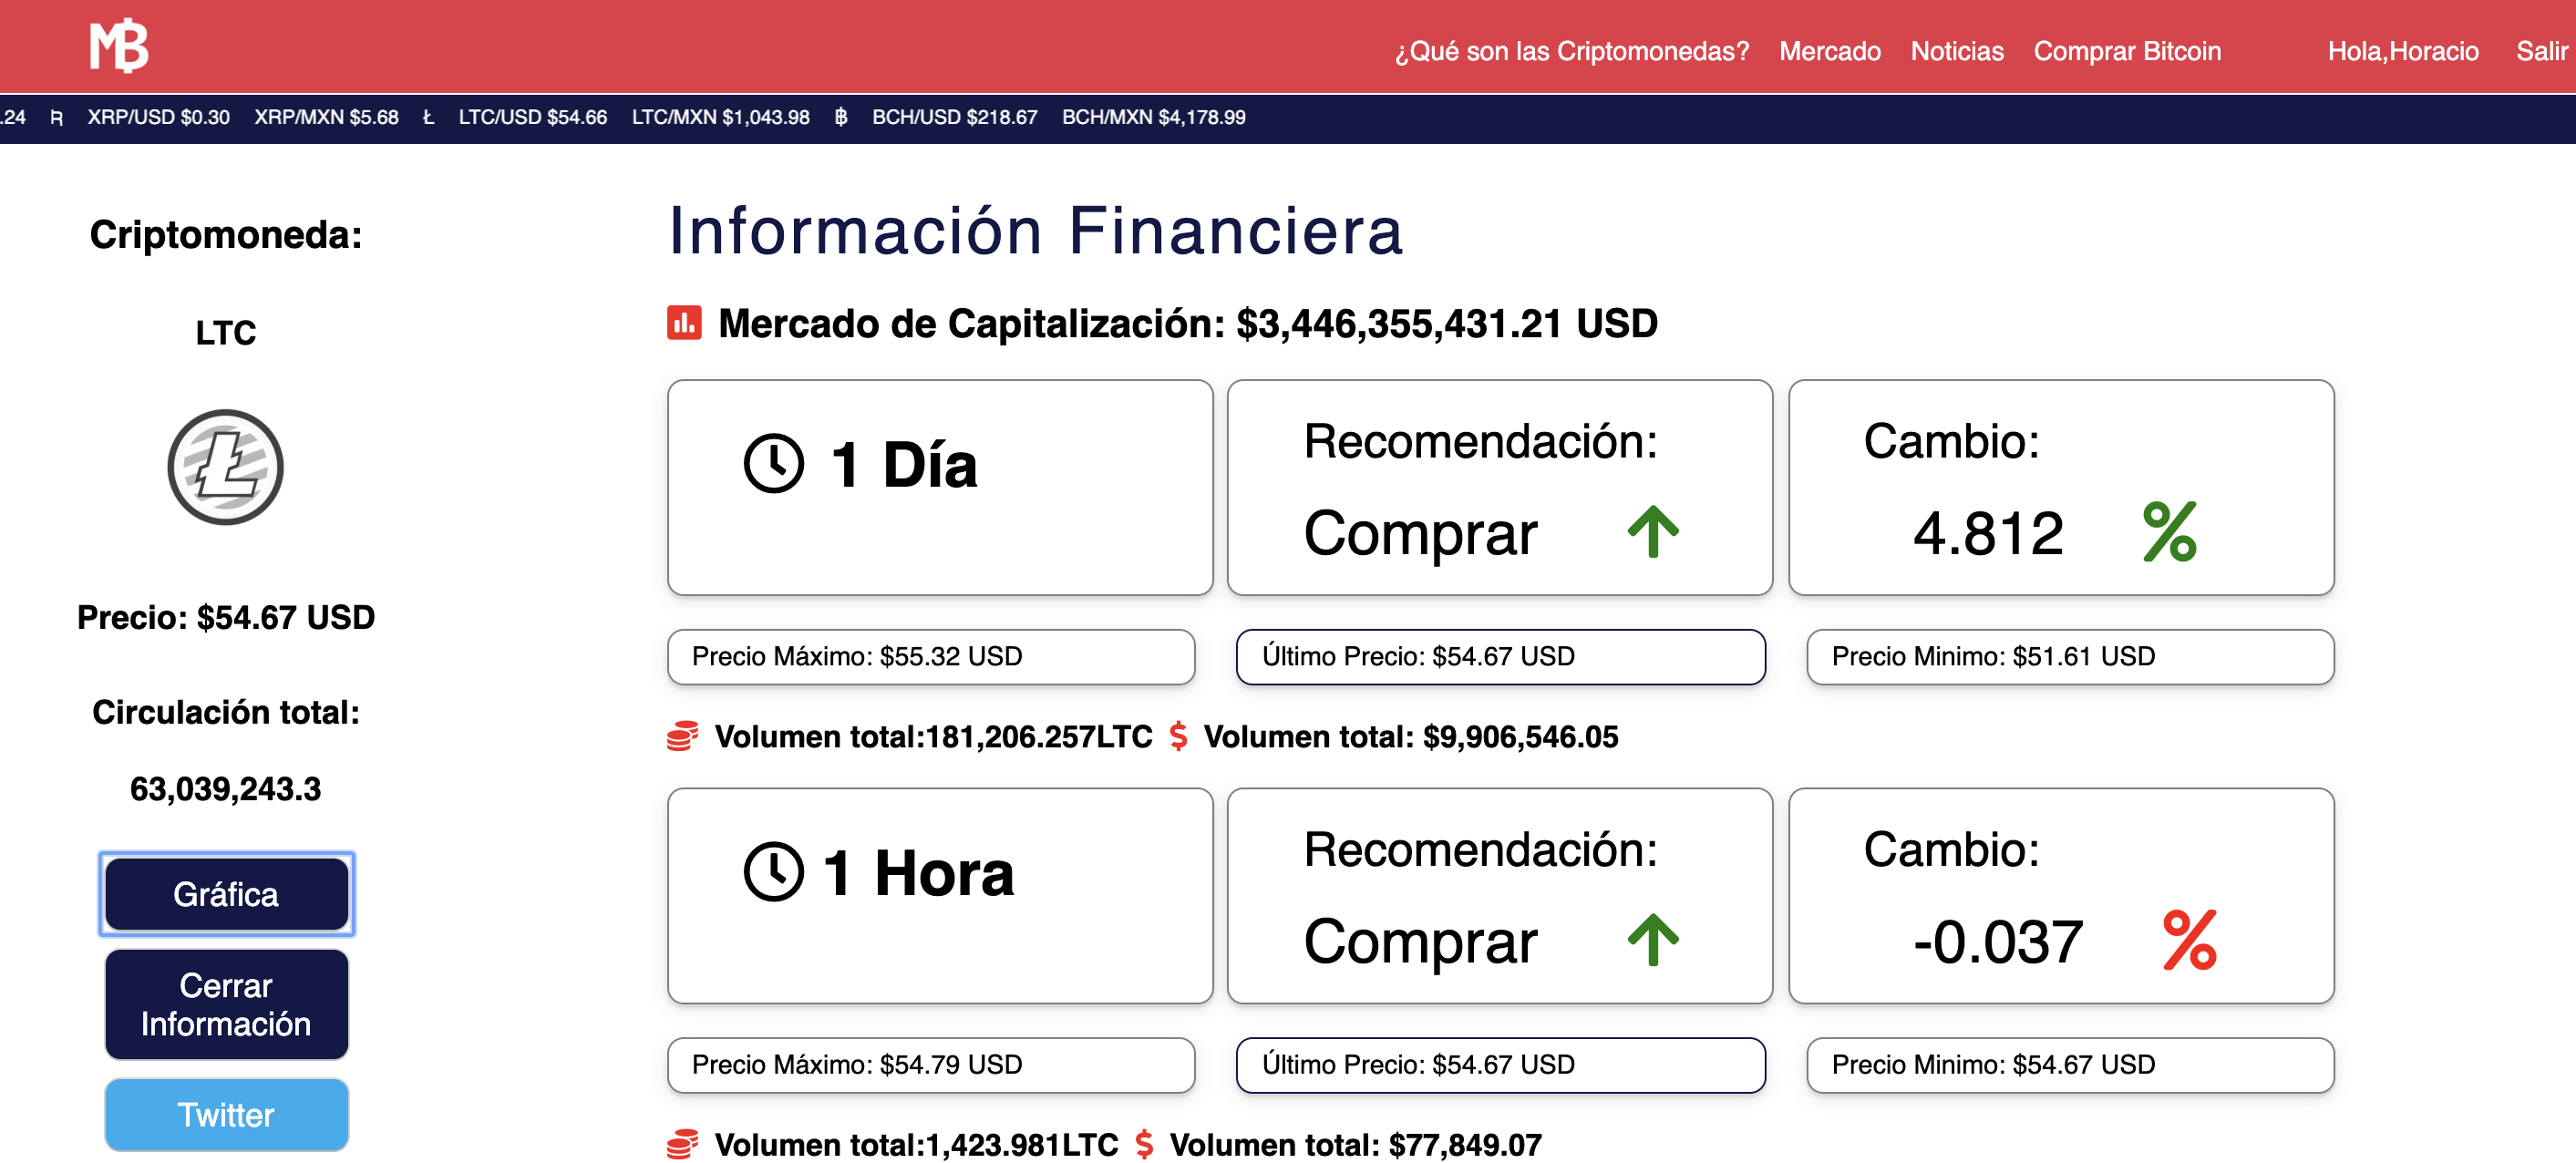 MB
¿Qué son las Criptomonedas? Mercado Noticias Comprar Bitcoin Hola,Horacio Salir
.24 XRP/USD $0.30 XRP/MXN $5.68 Ł LTC/USD $54.66 LTC/MXN $1,043.98 ฿ BCH/USD $218.67 BCH/MXN $4,178.99
Criptomoneda:
LTC
Ł
Precio: $54.67 USD
Circulación total:
63,039,243.3
Gráfica
Cerrar
Información
Twitter
Información Financiera
Mercado de Capitalización: $3,446,355,431.21 USD
1 Día
Recomendación:
Comprar
Cambio:
4.812 %
Precio Máximo: $55.32 USD
Último Precio: $54.67 USD
Precio Minimo: $51.61 USD
Volumen total:181,206.257LTC $ Volumen total: $9,906,546.05
1 Hora
Recomendación:
Comprar
Cambio:
-0.037 %
Precio Máximo: $54.79 USD
Último Precio: $54.67 USD
Precio Minimo: $54.67 USD
Volumen total:1,423.981LTC $ Volumen total: $77,849.07